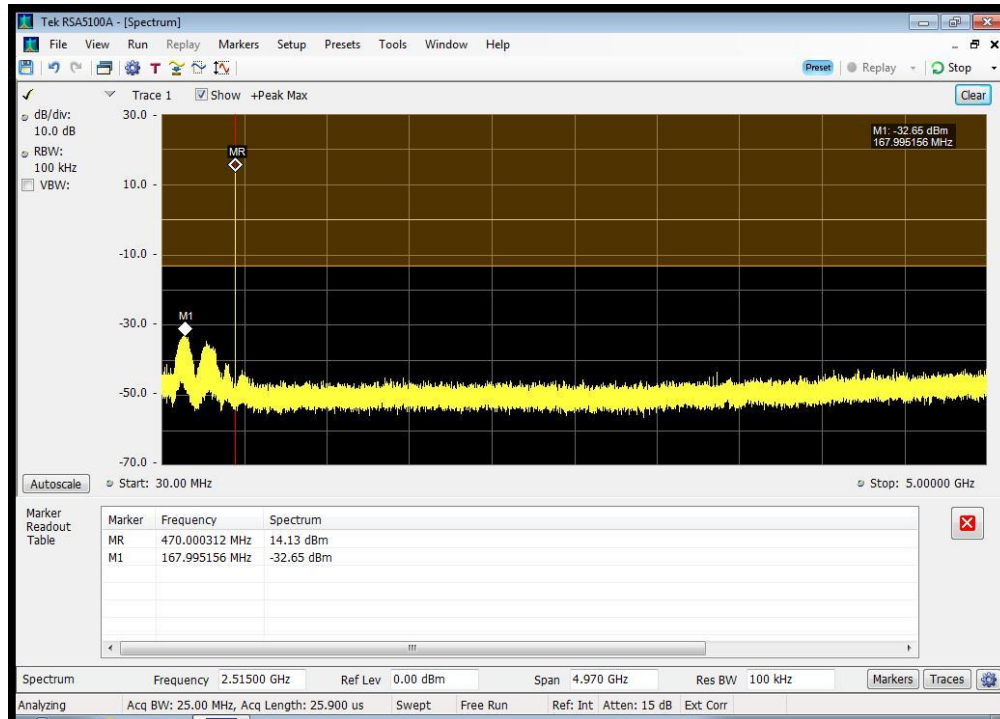 Tek RSA5100A - [Spectrum]
File View Run Replay Markers Setup Presets Tools Window Help
T Preset Replay Stop
Trace 1 Show +Peak Max Clear
dB/div:
10.0 dB
RBW:
100 kHz
VBW:
30.0
10.0
-10.0
-30.0
-50.0
-70.0
M1: -32.65 dBm
167.995156 MHz
MR
M1
Autoscale Start: 30.00 MHz Stop: 5.00000 GHz
Marker
Readout
Table
Marker Frequency Spectrum
MR 470.000312 MHz 14.13 dBm
M1 167.995156 MHz -32.65 dBm
Spectrum Frequency 2.51500 GHz Ref Lev 0.00 dBm Span 4.970 GHz Res BW 100 kHz Markers Traces
Analyzing Acq BW: 25.00 MHz, Acq Length: 25.900 us Swept Free Run Ref: Int Atten: 15 dB Ext Corr